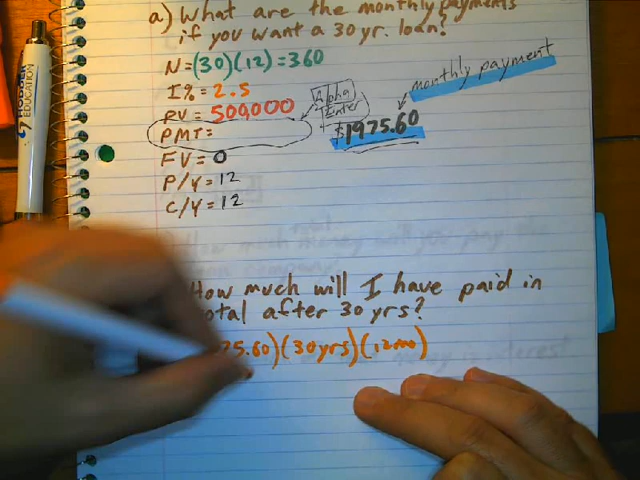 a) What are the monthly payments
if you want a 30 yr. loan?
N=(30)(12)=360
I%=2.5
PV=500,000
PMT=
FV=0
P/Y=12
C/Y=12
Alpha
Enter
$1975.60
monthly payment
How much will I have paid in
otal after 30 yrs?
75.60)(30yrs)(12mo)
EDUCATION